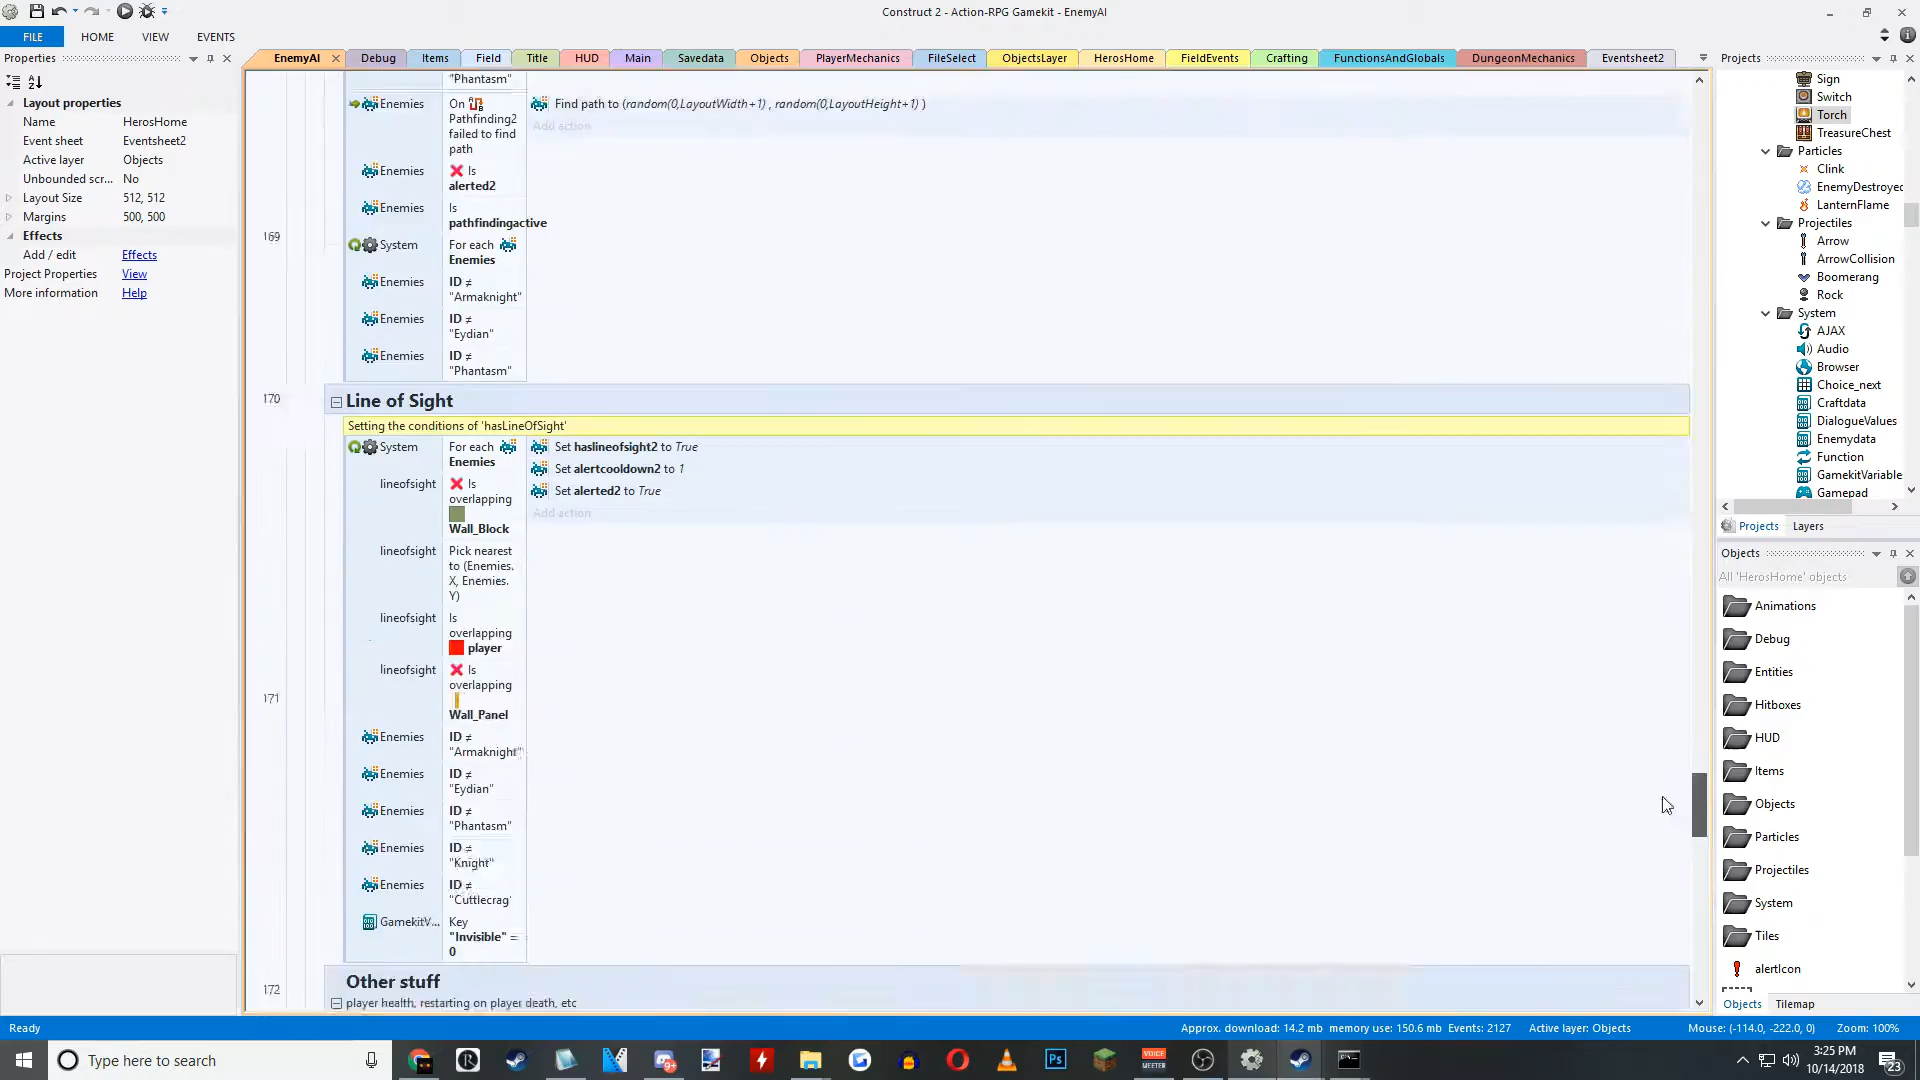 Construct 2 - Action-RPG Gamekit - EnemyAI
FILE HOME VIEW EVENTS
Properties
Layout properties
Name HerosHome
Event sheet Eventsheet2
Active layer Objects
Unbounded scr... No
Layout Size 512, 512
Margins 500, 500
Effects
Add / edit Effects
Project Properties View
More information Help
EnemyAI Debug Items Field Title HUD Main Savedata Objects PlayerMechanics FileSelect ObjectsLayer HerosHome FieldEvents Crafting FunctionsAndGlobals DungeonMechanics Eventsheet2
"Phantasm"
169
Enemies On Pathfinding2 failed to find path
Find path to (random(0,LayoutWidth+1) , random(0,LayoutHeight+1) )
Add action
Enemies Is alerted2
Enemies Is pathfindingactive
System For each Enemies
Enemies ID ≠ "Armaknight"
Enemies ID ≠ "Eydian"
Enemies ID ≠ "Phantasm"
170
Line of Sight
Setting the conditions of 'hasLineOfSight'
171
System For each Enemies
Set haslineofsight2 to True
Set alertcooldown2 to 1
Set alerted2 to True
Add action
lineofsight Is overlapping Wall_Block
lineofsight Pick nearest to (Enemies.X, Enemies.Y)
lineofsight Is overlapping player
lineofsight Is overlapping Wall_Panel
Enemies ID ≠ "Armaknight"
Enemies ID ≠ "Eydian"
Enemies ID ≠ "Phantasm"
Enemies ID ≠ "Knight"
Enemies ID ≠ "Cuttlecrag"
GamekitV... Key "Invisible" = 0
172
Other stuff
player health, restarting on player death, etc
Projects
Sign
Switch
Torch
TreasureChest
Particles
Clink
EnemyDestroyed
LanternFlame
Projectiles
Arrow
ArrowCollision
Boomerang
Rock
System
AJAX
Audio
Browser
Choice_next
Craftdata
DialogueValues
Enemydata
Function
GamekitVariable
Gamepad
Projects Layers
Objects
All 'HerosHome' objects
Animations
Debug
Entities
Hitboxes
HUD
Items
Objects
Particles
Projectiles
System
Tiles
alertIcon
Objects Tilemap
Ready
Approx. download: 14.2 mb memory use: 150.6 mb Events: 2127 Active layer: Objects Mouse: (-114.0, -222.0, 0) Zoom: 100%
Type here to search
9+
Ps
VOICE MEETER
3:25 PM
10/14/2018
23